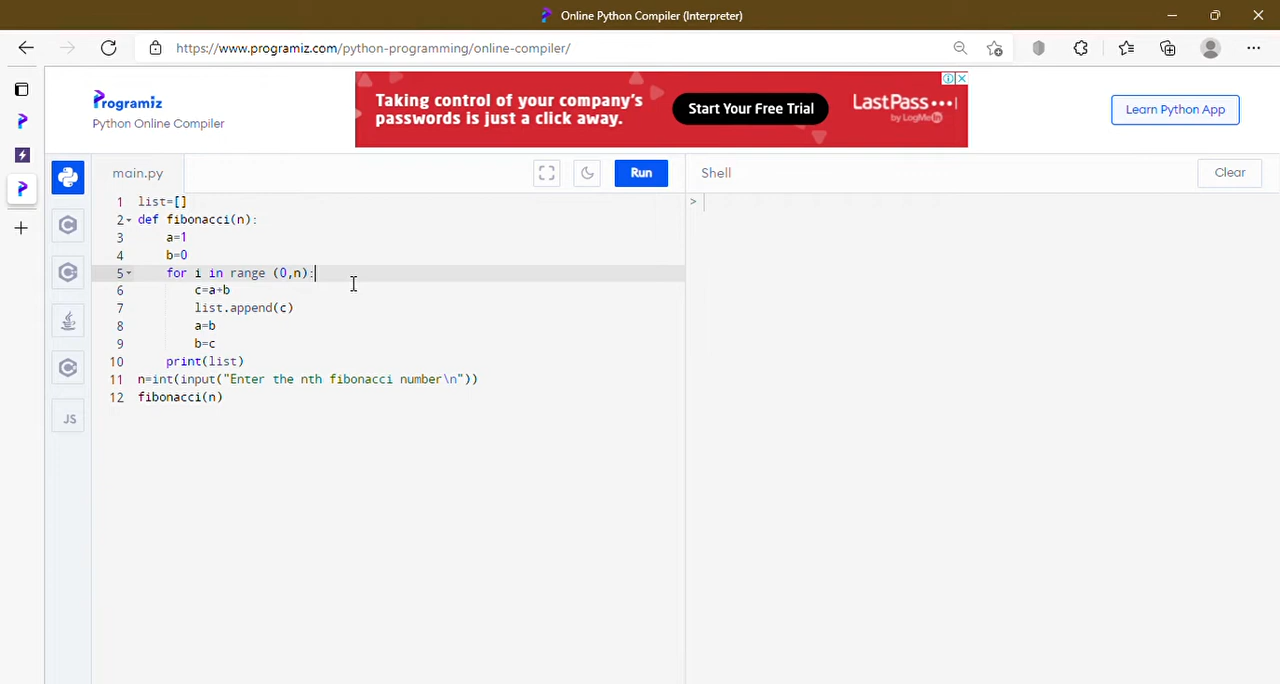 Online Python Compiler (Interpreter)
https://www.programiz.com/python-programming/online-compiler/
Programiz
Python Online Compiler
Taking control of your company's
passwords is just a click away.
Start Your Free Trial
LastPass•••|
by LogMeIn
Learn Python App
main.py
Run
Shell
Clear
1 list=[]
2 def fibonacci(n):
3 a=1
4 b=0
5 for i in range (0,n):
6 c=a+b
7 list.append(c)
8 a=b
9 b=c
10 print(list)
11 n=int(input("Enter the nth fibonacci number\n"))
12 fibonacci(n)
>
JS